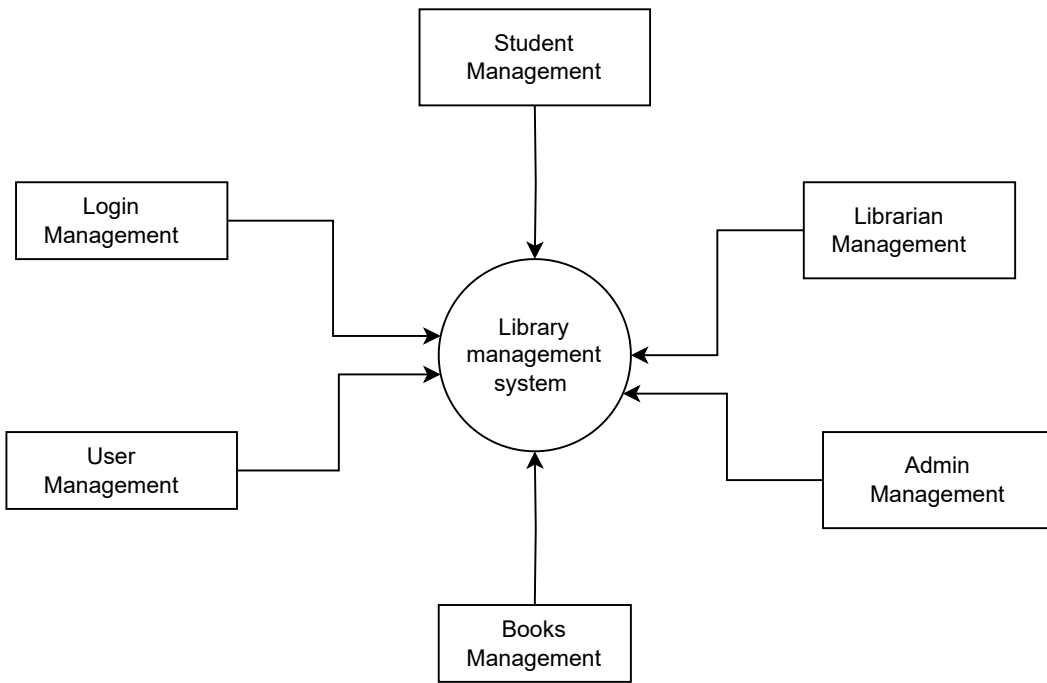 Student
Management
Login
Management
Librarian
Management
Library
management
system
User
Management
Admin
Management
Books
Management